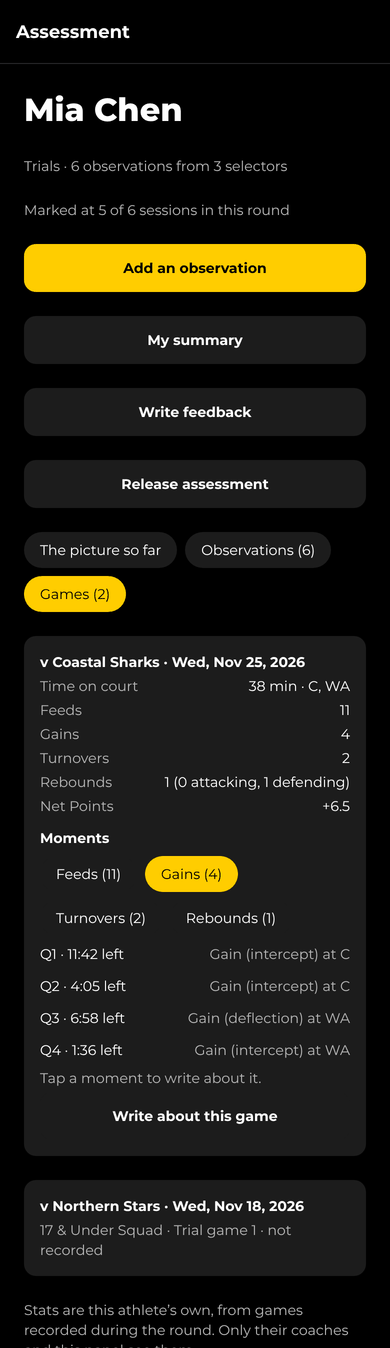 Assessment
Mia Chen
Trials · 6 observations from 3 selectors
Marked at 5 of 6 sessions in this round
Add an observation
My summary
Write feedback
Release assessment
The picture so far
Observations (6)
Games (2)
v Coastal Sharks · Wed, Nov 25, 2026
Time on court 38 min · C, WA
Feeds 11
Gains 4
Turnovers 2
Rebounds 1 (0 attacking, 1 defending)
Net Points +6.5
Moments
Feeds (11) Gains (4)
Turnovers (2) Rebounds (1)
Q1 · 11:42 left Gain (intercept) at C
Q2 · 4:05 left Gain (intercept) at C
Q3 · 6:58 left Gain (deflection) at WA
Q4 · 1:36 left Gain (intercept) at WA
Tap a moment to write about it.
Write about this game
v Northern Stars · Wed, Nov 18, 2026
17 & Under Squad · Trial game 1 · not
recorded
Stats are this athlete’s own, from games
recorded during the round. Only their coaches